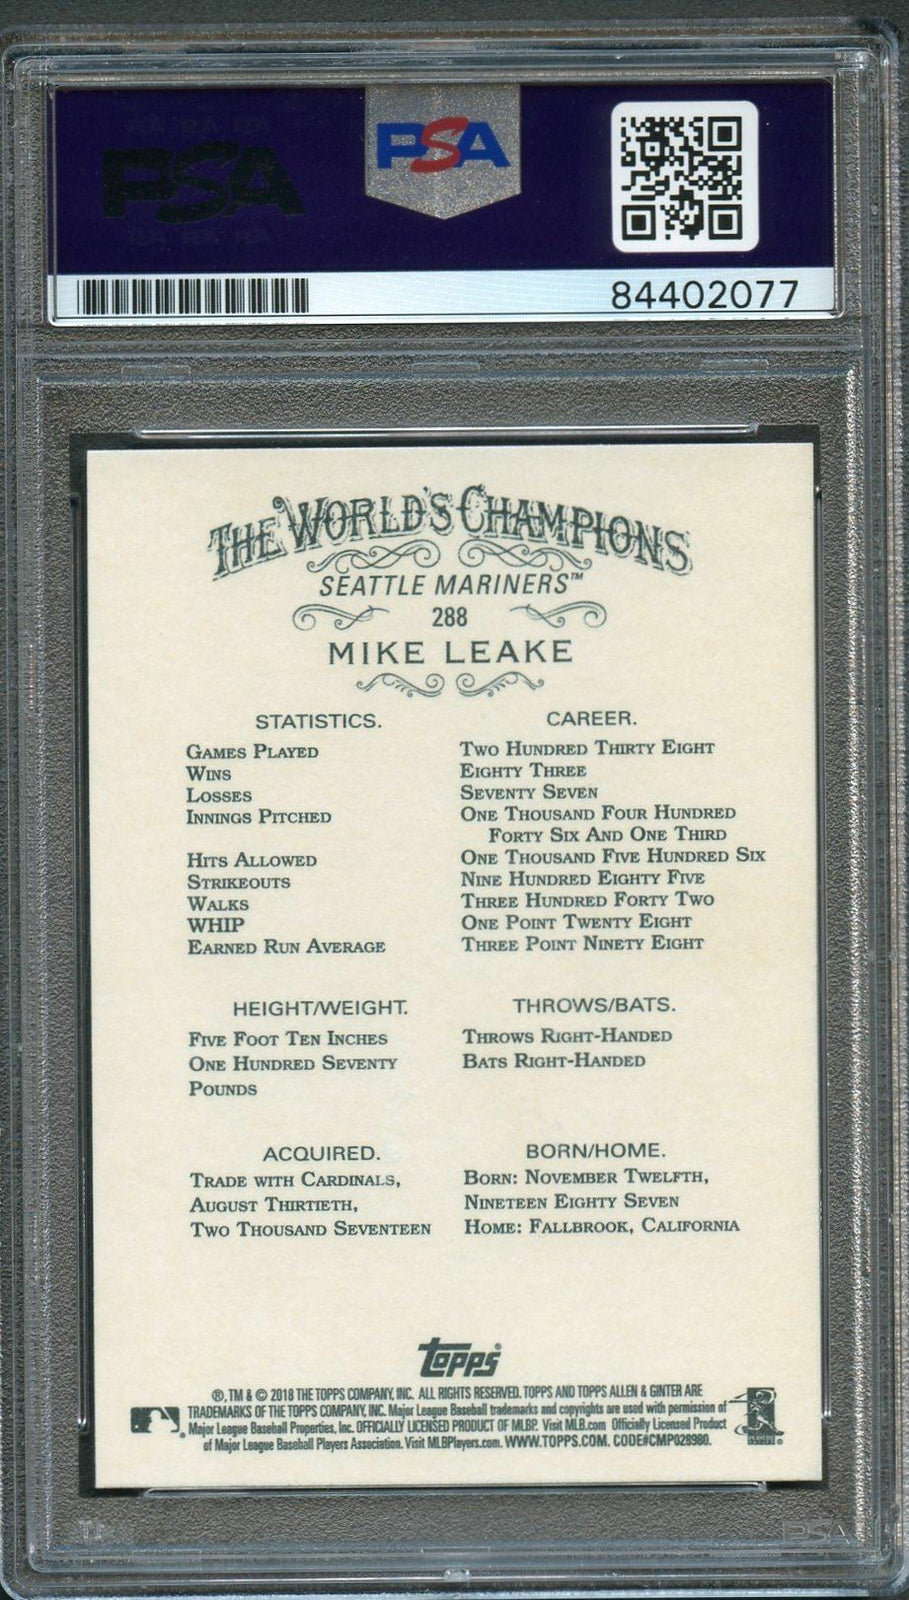 PSA
PSA
84402077
THE WORLD'S CHAMPIONS
SEATTLE MARINERS™
288
MIKE LEAKE
STATISTICS. CAREER.
GAMES PLAYED TWO HUNDRED THIRTY EIGHT
WINS EIGHTY THREE
LOSSES SEVENTY SEVEN
INNINGS PITCHED ONE THOUSAND FOUR HUNDRED
FORTY SIX AND ONE THIRD
HITS ALLOWED ONE THOUSAND FIVE HUNDRED SIX
STRIKEOUTS NINE HUNDRED EIGHTY FIVE
WALKS THREE HUNDRED FORTY TWO
WHIP ONE POINT TWENTY EIGHT
EARNED RUN AVERAGE THREE POINT NINETY EIGHT
HEIGHT/WEIGHT.
FIVE FOOT TEN INCHES
ONE HUNDRED SEVENTY
POUNDS
THROWS/BATS.
THROWS RIGHT-HANDED
BATS RIGHT-HANDED
ACQUIRED.
TRADE WITH CARDINALS,
AUGUST THIRTIETH,
TWO THOUSAND SEVENTEEN
BORN/HOME.
BORN: NOVEMBER TWELFTH,
NINETEEN EIGHTY SEVEN
HOME: FALLBROOK, CALIFORNIA
topps®
®, TM & © 2018 THE TOPPS COMPANY, INC. ALL RIGHTS RESERVED. TOPPS AND TOPPS ALLEN & GINTER ARE
TRADEMARKS OF THE TOPPS COMPANY, INC. Major League Baseball trademarks and copyrights are used with permission of
Major League Baseball Properties, Inc. OFFICIALLY LICENSED PRODUCT OF MLBP. Visit MLB.com Officially Licensed Product
of Major League Baseball Players Association. Visit MLBPlayers.com. WWW.TOPPS.COM. CODE#CMP028980.
PSA